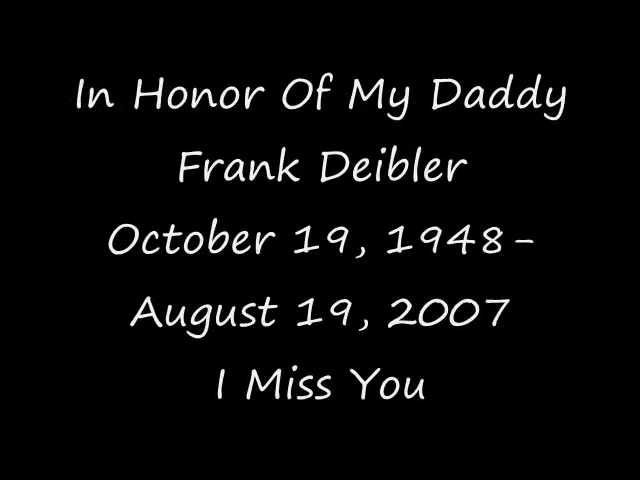 In Honor Of My Daddy
Frank Deibler
October 19, 1948-
August 19, 2007
I Miss You